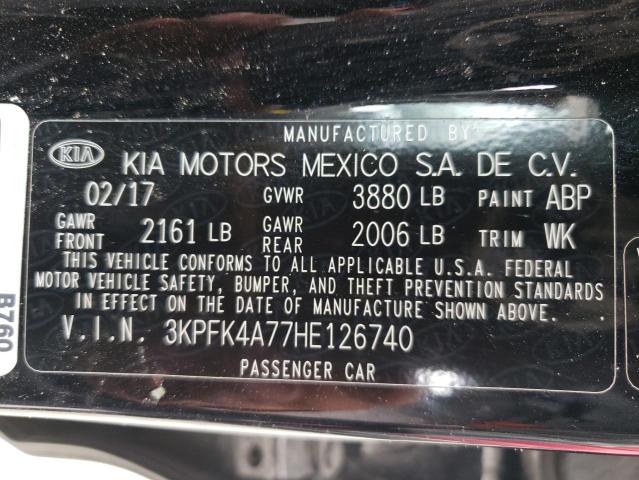 MANUFACTURED BY
KIA KIA MOTORS MEXICO S.A. DE C.V.
02/17 GVWR 3880 LB PAINT ABP
GAWR FRONT 2161 LB GAWR REAR 2006 LB TRIM WK
THIS VEHICLE CONFORMS TO ALL APPLICABLE U.S.A. FEDERAL
MOTOR VEHICLE SAFETY, BUMPER, AND THEFT PREVENTION STANDARDS
IN EFFECT ON THE DATE OF MANUFACTURE SHOWN ABOVE.
V.I.N. 3KPFK4A77HE126740
PASSENGER CAR
B760